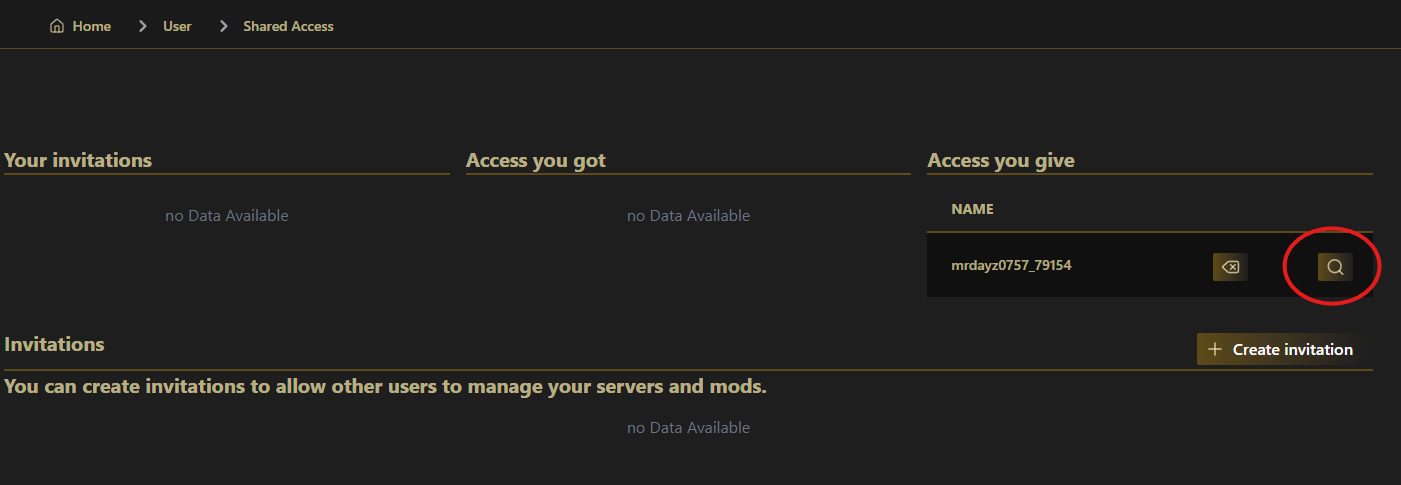 Home User Shared Access
Your invitations
no Data Available
Access you got
no Data Available
Access you give
NAME
mrdayz0757_79154
Invitations
Create invitation
You can create invitations to allow other users to manage your servers and mods.
no Data Available